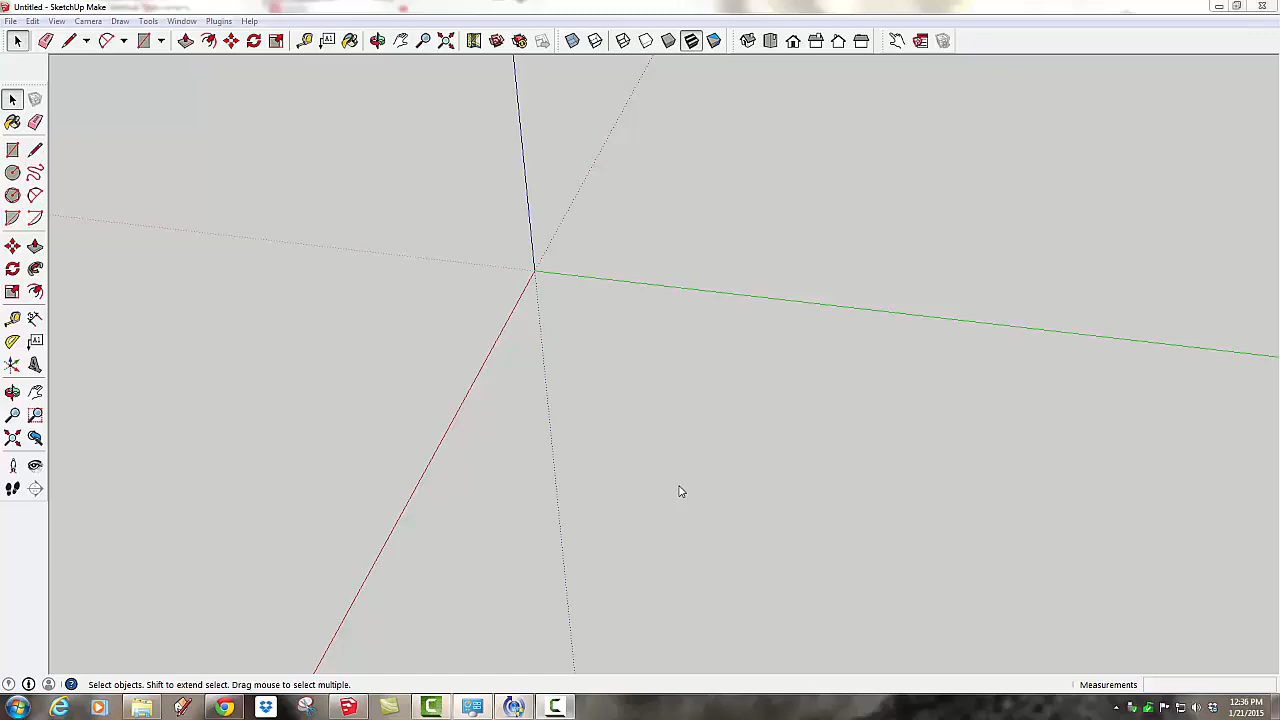 Untitled - SketchUp Make
File Edit View Camera Draw Tools Window Plugins Help
Select objects. Shift to extend select. Drag mouse to select multiple.
Measurements
12:36 PM
1/21/2015